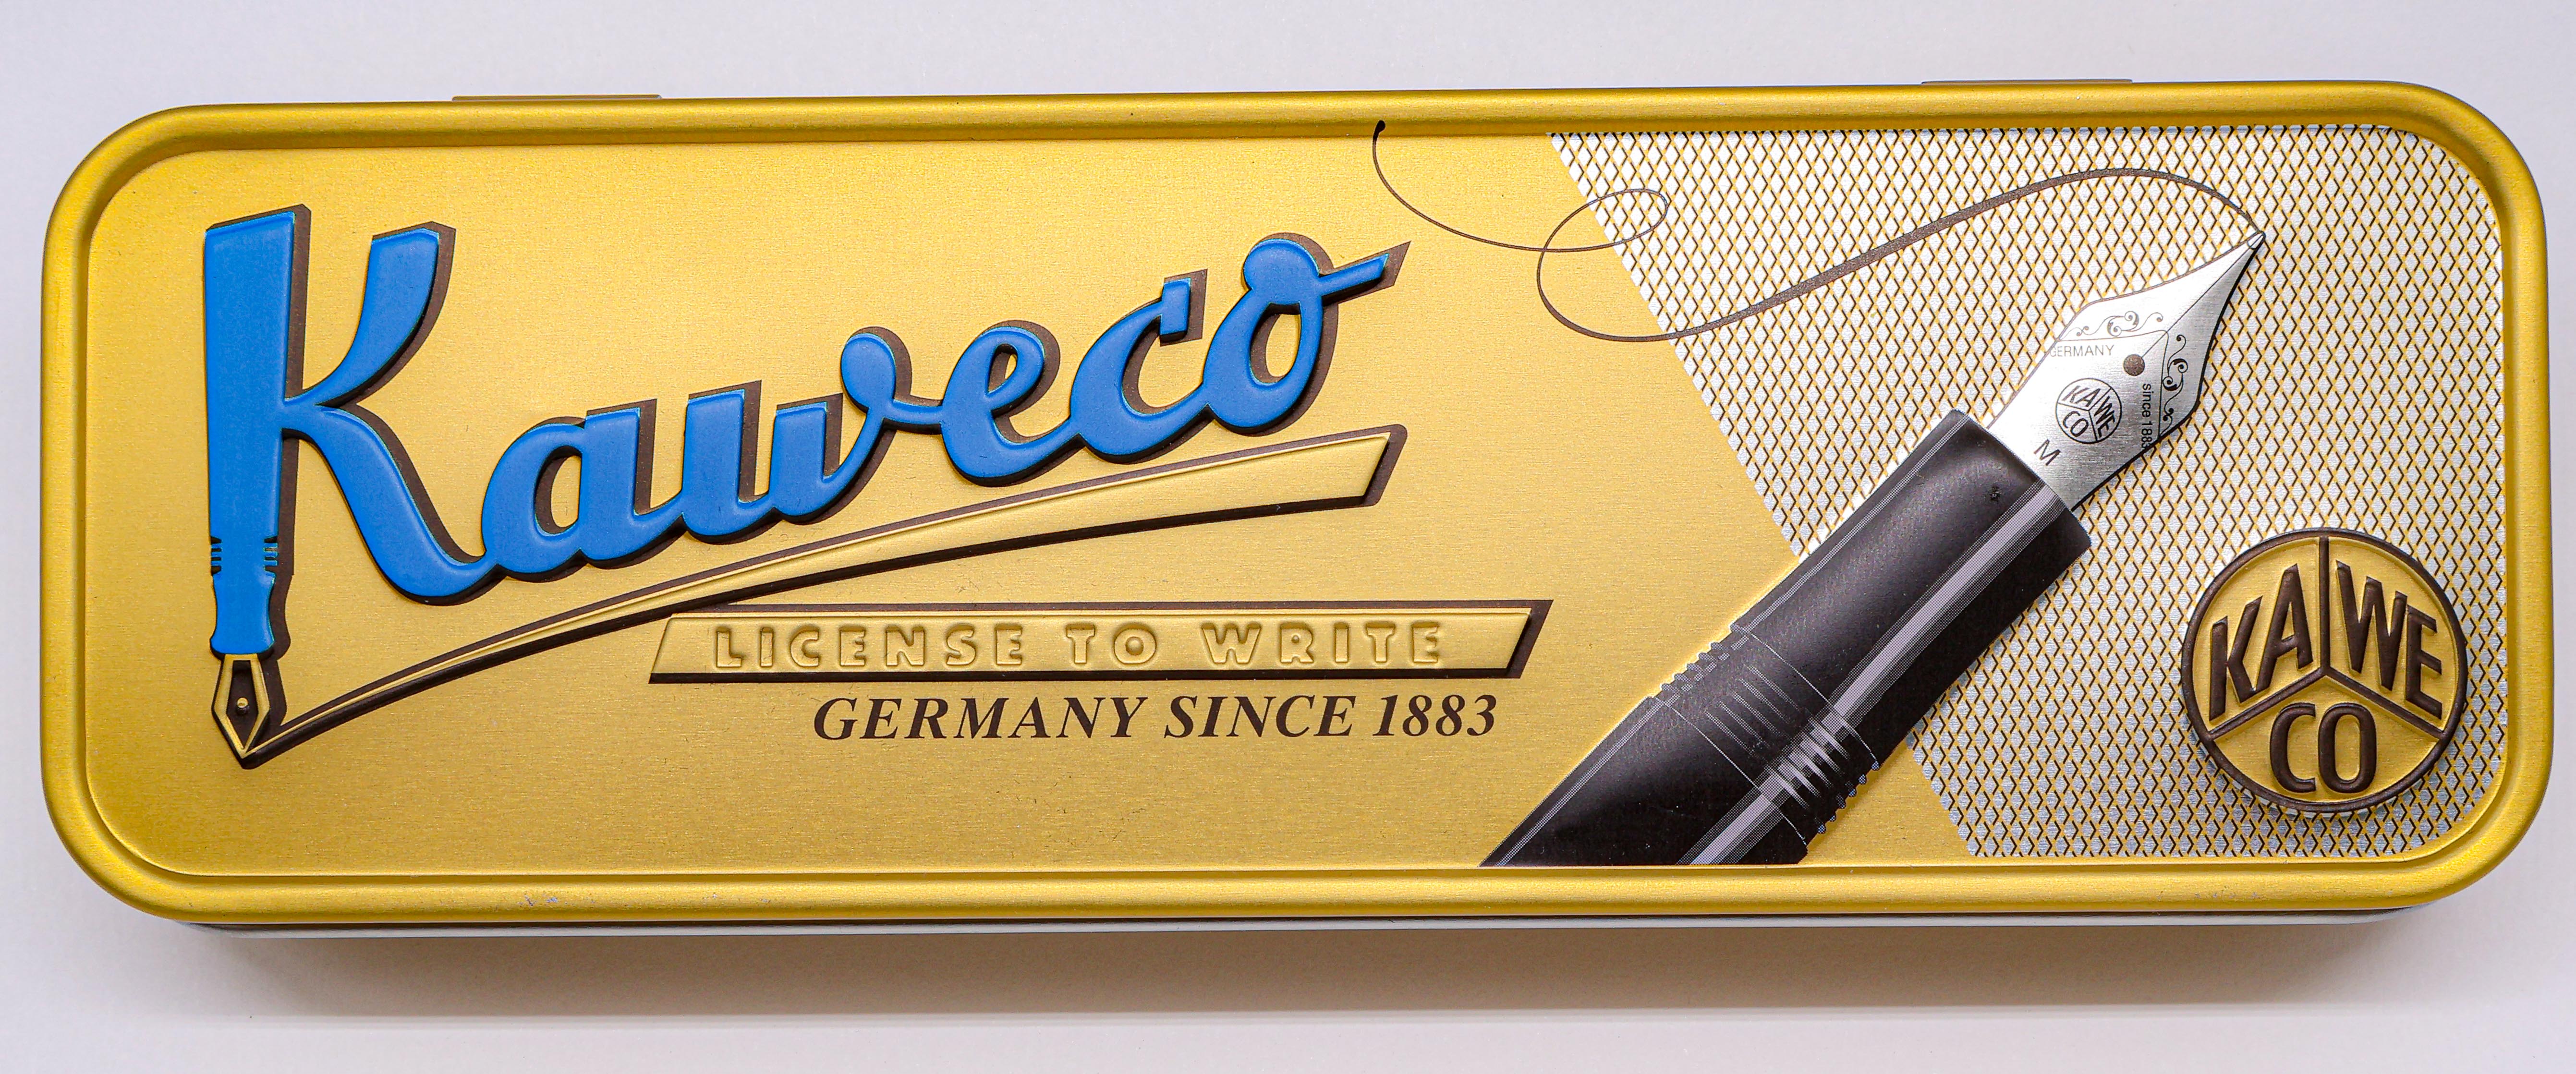 Kaweco
LICENSE TO WRITE
GERMANY SINCE 1883
GERMANY
since 1883
KAWE
CO
M
KAWE
CO